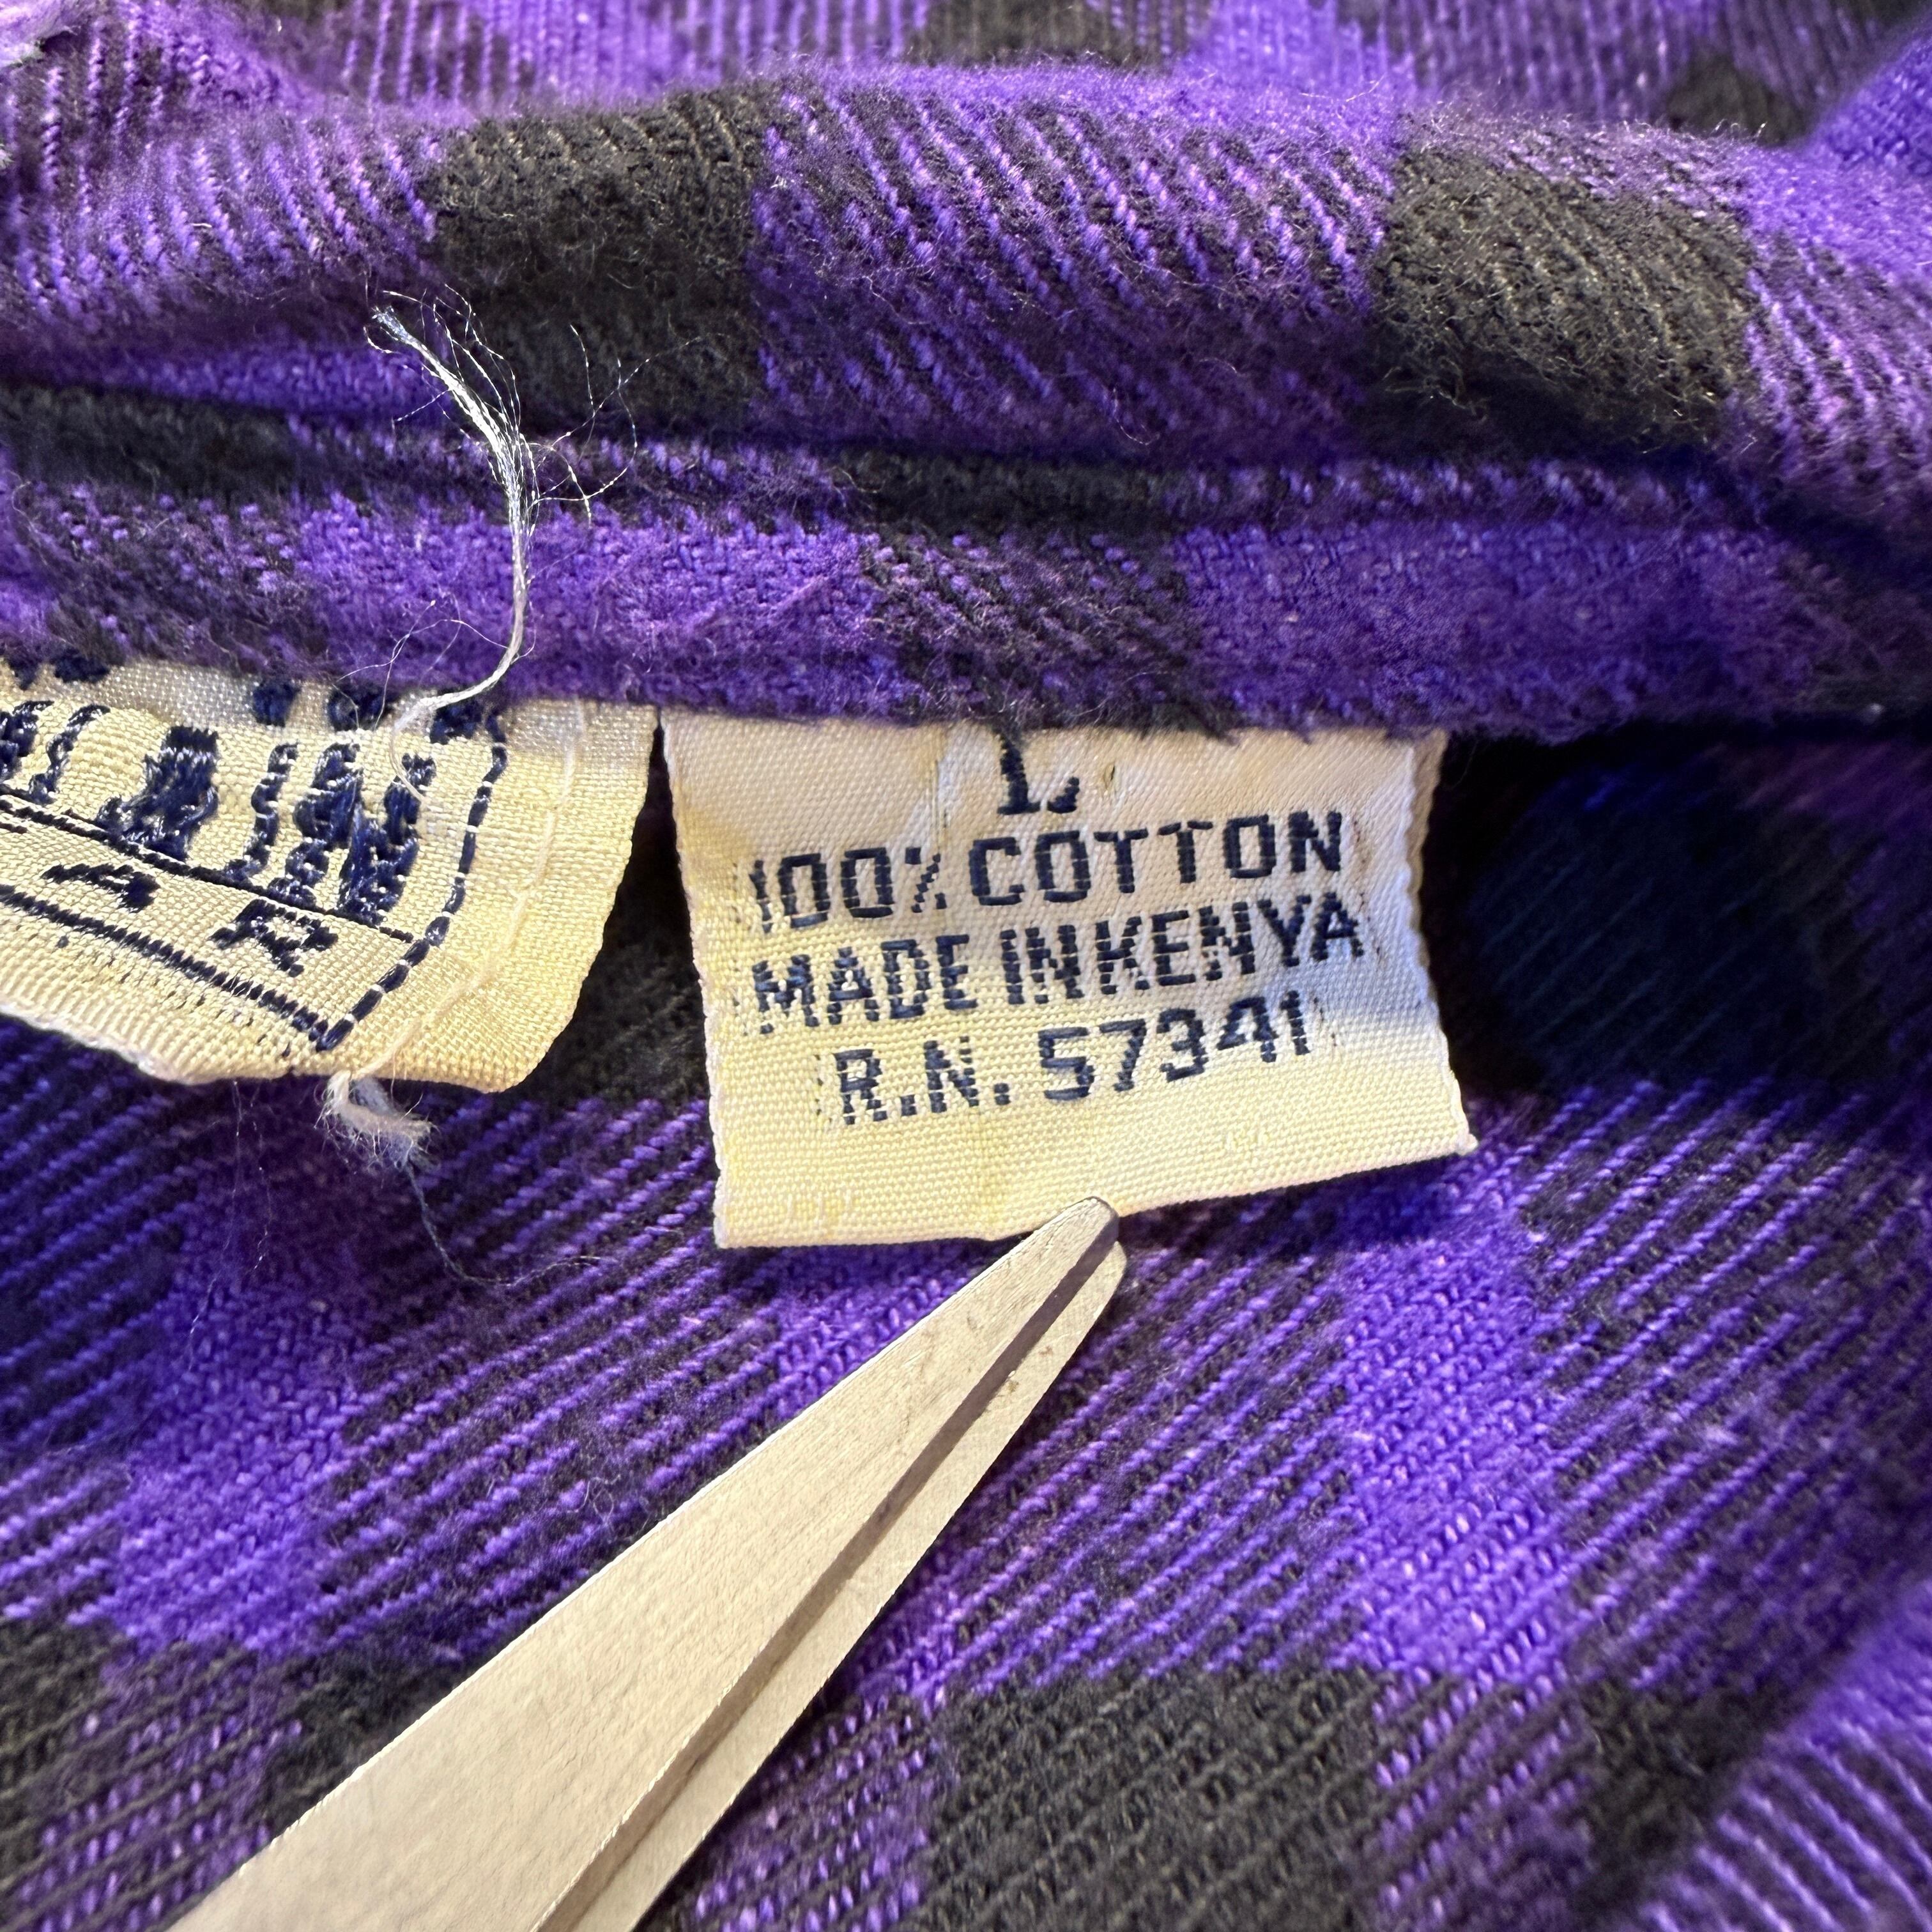 L
100% COTTON
MADE IN KENYA
R.N. 57341